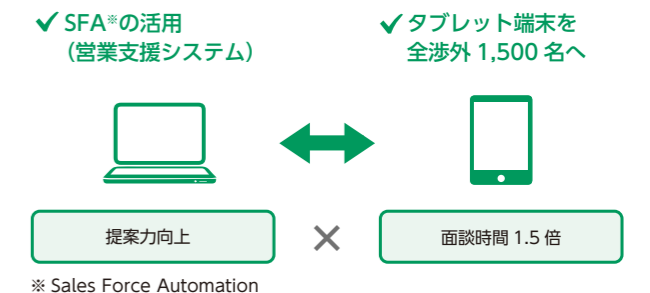 ✓ SFA※の活用
(営業支援システム)
✓ タブレット端末を
全渉外 1,500 名へ
提案力向上
×
面談時間 1.5 倍
※ Sales Force Automation